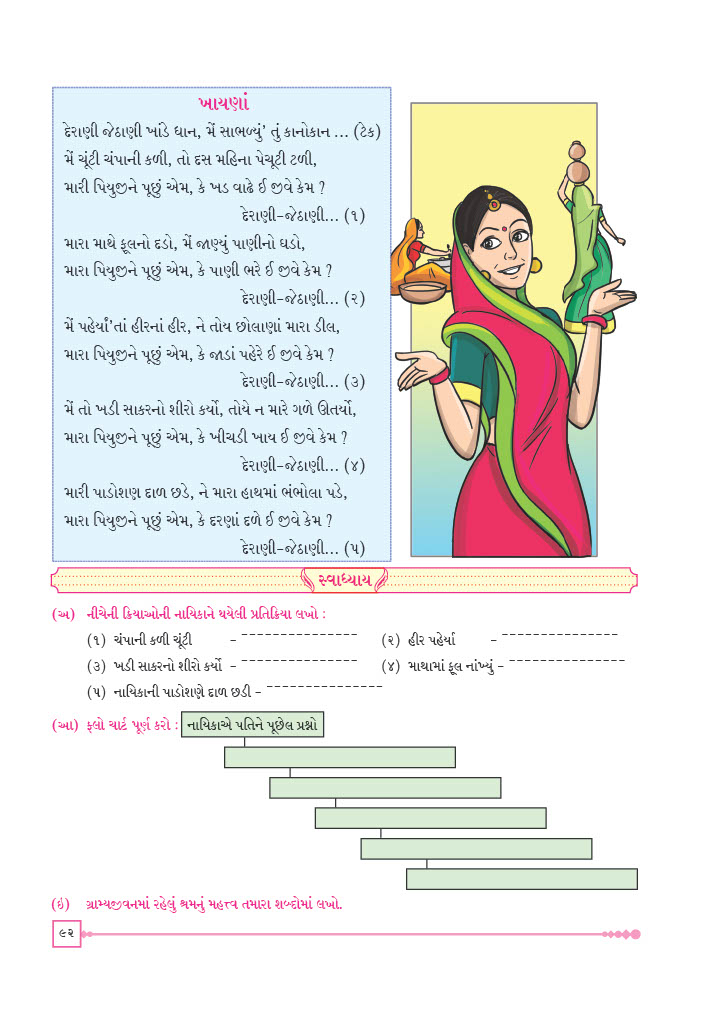 ખાયણાં
દેરાણી જેઠાણી ખાંડે ધાન, મેં સાભળ્યું’ તું કાનોકાન ... (ટેક)
મેં ચૂંટી ચંપાની કળી, તો દસ મહિના પેચૂટી ટળી,
મારી પિયુજીને પૂછું એમ, કે ખડ વાઢે ઈ જીવે કેમ ?
દેરાણી-જેઠાણી... (૧)
મારા માથે ફૂલનો દડો, મેં જાણ્યું પાણીનો ઘડો,
મારા પિયુજીને પૂછું એમ, કે પાણી ભરે ઈ જીવે કેમ ?
દેરાણી-જેઠાણી... (૨)
મેં પહેર્યાં’તાં હીરનાં હીર, ને તોય છોલાણાં મારા ડીલ,
મારા પિયુજીને પૂછું એમ, કે જાડાં પહેરે ઈ જીવે કેમ ?
દેરાણી-જેઠાણી... (૩)
મેં તો ખડી સાકરનો શીરો કર્યો, તોયે ન મારે ગળે ઊતર્યો,
મારા પિયુજીને પૂછું એમ, કે ખીચડી ખાય ઈ જીવે કેમ ?
દેરાણી-જેઠાણી... (૪)
મારી પાડોશણ દાળ છડે, ને મારા હાથમાં ભંભોલા પડે,
મારા પિયુજીને પૂછું એમ, કે દરણાં દળે ઈ જીવે કેમ ?
દેરાણી-જેઠાણી... (૫)
સ્વાધ્યાય
(અ) નીચેની ક્રિયાઓની નાયિકાને થયેલી પ્રતિક્રિયા લખો :
(૧) ચંપાની કળી ચૂંટી - --------------- (૨) હીર પહેર્યા - ---------------
(૩) ખડી સાકરનો શીરો કર્યો - --------------- (૪) માથામાં ફૂલ નાંખ્યું - ---------------
(૫) નાયિકાની પાડોશણે દાળ છડી - ---------------
(આ) ફ્લો ચાર્ટ પૂર્ણ કરો : નાયિકાએ પતિને પૂછેલ પ્રશ્નો
(ઇ) ગ્રામ્યજીવનમાં રહેલું શ્રમનું મહત્ત્વ તમારા શબ્દોમાં લખો.
૯૨